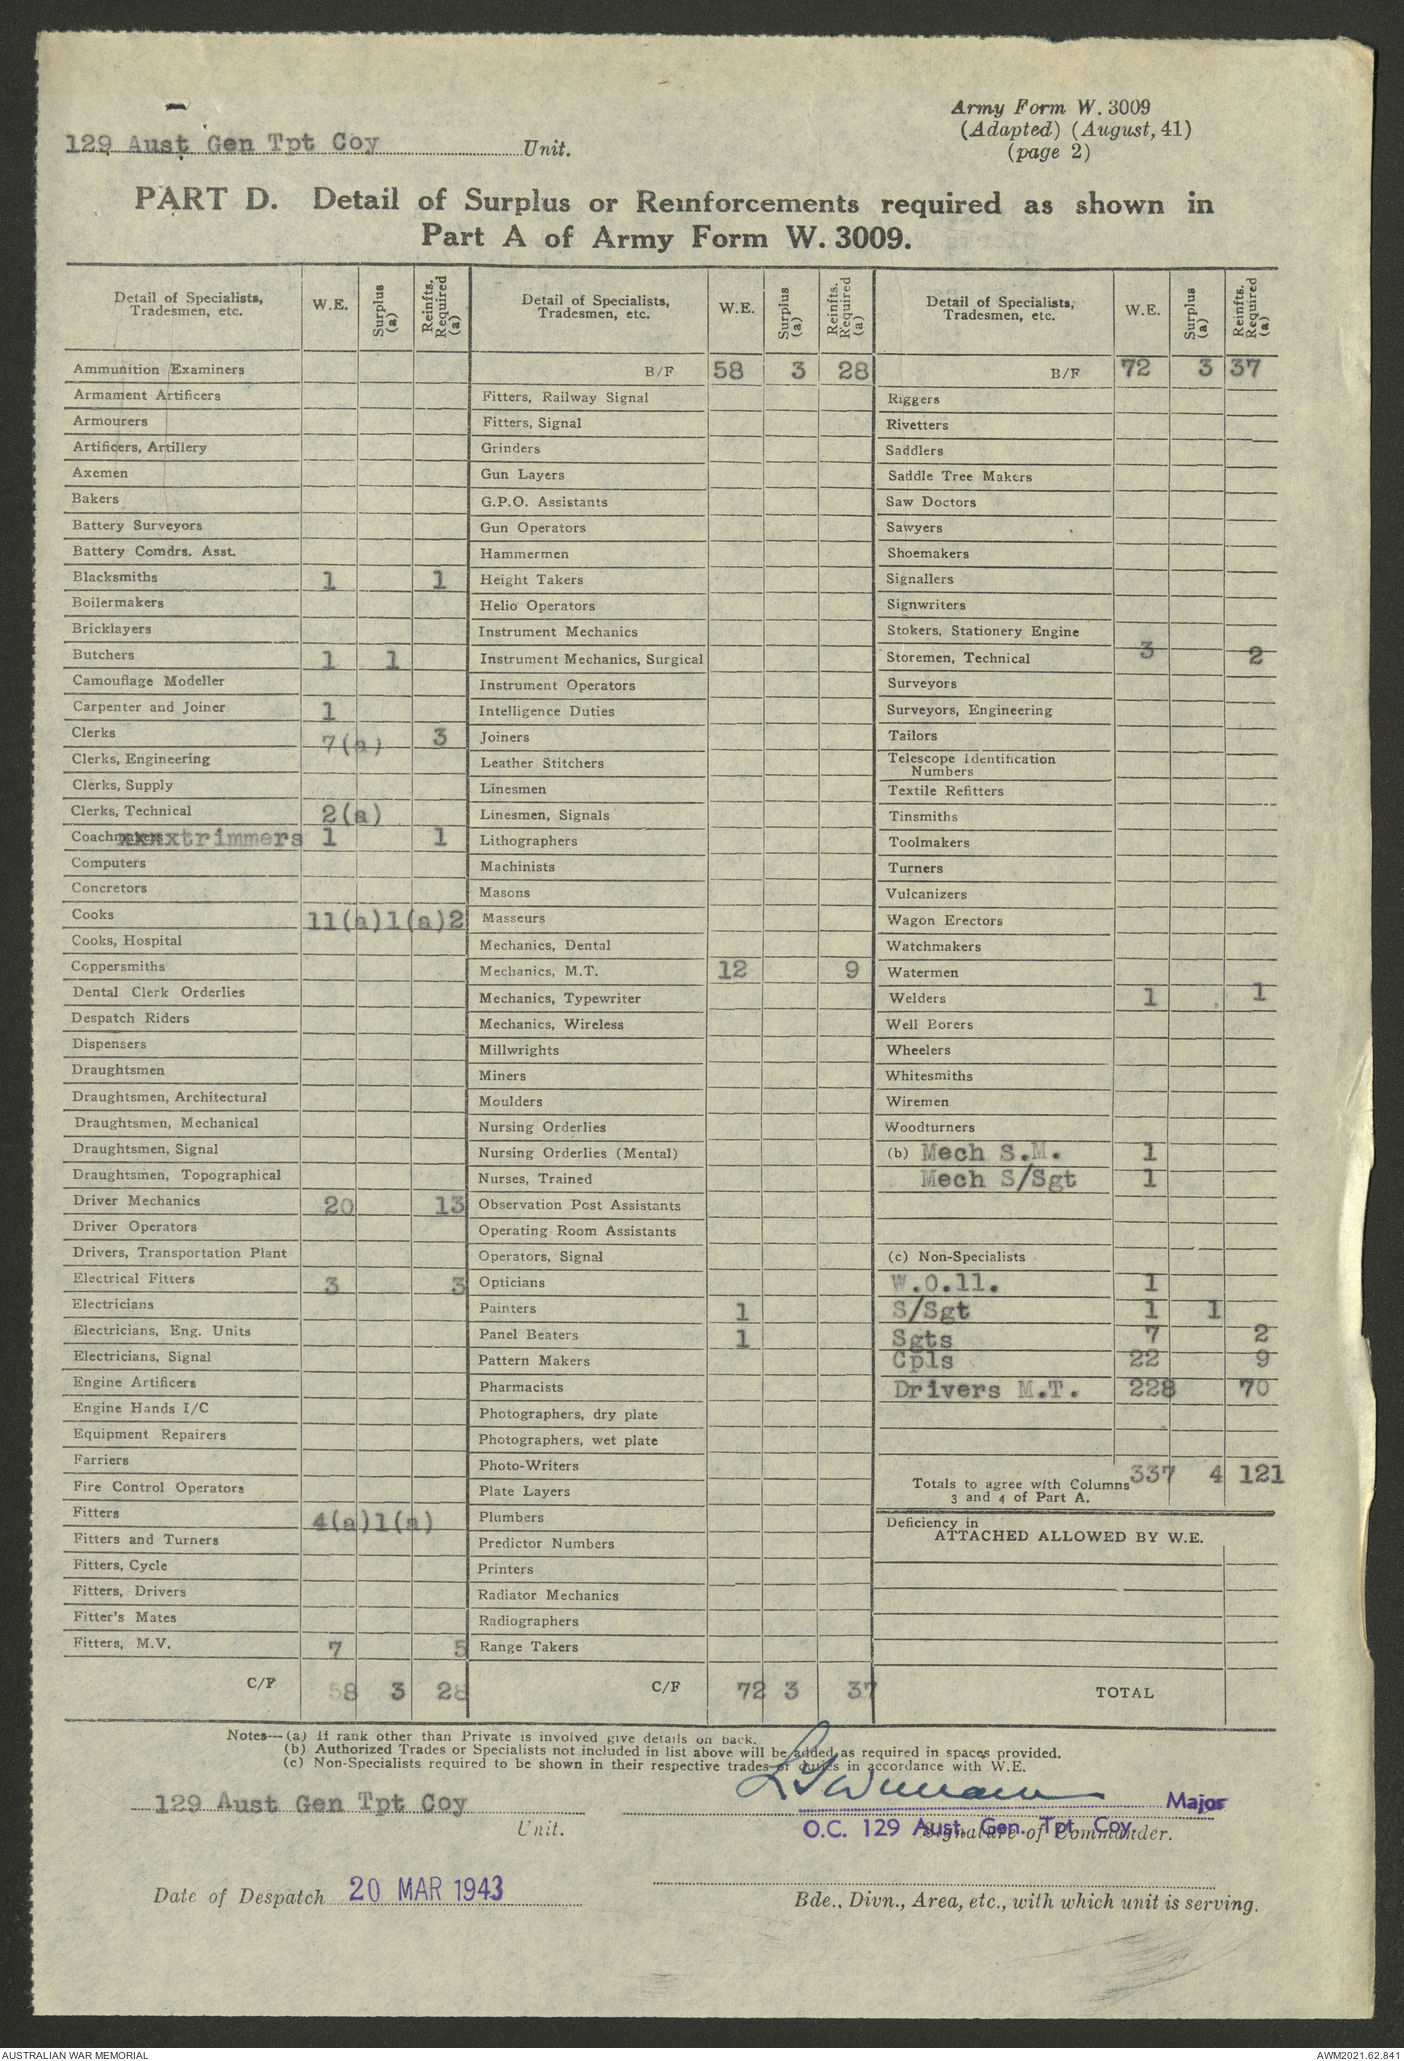 Army Form W. 3009
(Adapted) (August, 41)
(page 2)
129 Aust Gen Tpt Coy Unit.
PART D. Detail of Surplus or Reinforcements required as shown in
Part A of Army Form W. 3009.
Detail of Specialists, Tradesmen, etc. W.E. Surplus (a) Reinfts. Required (a)
Ammunition Examiners
Armament Artificers
Armourers
Artificers, Artillery
Axemen
Bakers
Battery Surveyors
Battery Comdrs. Asst.
Blacksmiths 1 1
Boilermakers
Bricklayers
Butchers 1 1
Camouflage Modeller
Carpenter and Joiner 1
Clerks 7(a) 3
Clerks, Engineering
Clerks, Supply
Clerks, Technical 2(a)
Coachmakers xxxxtrimmers 1 1
Computers
Concretors
Cooks 11(a) 1(a) 2
Cooks, Hospital
Coppersmiths
Dental Clerk Orderlies
Despatch Riders
Dispensers
Draughtsmen
Draughtsmen, Architectural
Draughtsmen, Mechanical
Draughtsmen, Signal
Draughtsmen, Topographical
Driver Mechanics 20 13
Driver Operators
Drivers, Transportation Plant
Electrical Fitters 3 3
Electricians
Electricians, Eng. Units
Electricians, Signal
Engine Artificers
Engine Hands I/C
Equipment Repairers
Farriers
Fire Control Operators
Fitters 4(a) 1(a)
Fitters and Turners
Fitters, Cycle
Fitters, Drivers
Fitter's Mates
Fitters, M.V. 7 5
C/F 58 3 28
Detail of Specialists, Tradesmen, etc. W.E. Surplus (a) Reinfts. Required (a)
B/F 58 3 28
Fitters, Railway Signal
Fitters, Signal
Grinders
Gun Layers
G.P.O. Assistants
Gun Operators
Hammermen
Height Takers
Helio Operators
Instrument Mechanics
Instrument Mechanics, Surgical
Instrument Operators
Intelligence Duties
Joiners
Leather Stitchers
Linesmen
Linesmen, Signals
Lithographers
Machinists
Masons
Masseurs
Mechanics, Dental
Mechanics, M.T. 12 9
Mechanics, Typewriter
Mechanics, Wireless
Millwrights
Miners
Moulders
Nursing Orderlies
Nursing Orderlies (Mental)
Nurses, Trained
Observation Post Assistants
Operating Room Assistants
Operators, Signal
Opticians
Painters 1
Panel Beaters 1
Pattern Makers
Pharmacists
Photographers, dry plate
Photographers, wet plate
Photo-Writers
Plate Layers
Plumbers
Predictor Numbers
Printers
Radiator Mechanics
Radiographers
Range Takers
C/F 72 3 37
Detail of Specialists, Tradesmen, etc. W.E. Surplus (a) Reinfts. Required (a)
B/F 72 3 37
Riggers
Rivetters
Saddlers
Saddle Tree Makers
Saw Doctors
Sawyers
Shoemakers
Signallers
Signwriters
Stokers, Stationery Engine
Storemen, Technical 3 2
Surveyors
Surveyors, Engineering
Tailors
Telescope Identification
Numbers
Textile Refitters
Tinsmiths
Toolmakers
Turners
Vulcanizers
Wagon Erectors
Watchmakers
Watermen
Welders 1 1
Well Borers
Wheelers
Whitesmiths
Wiremen
Woodturners
(b) Mech S.M. 1
Mech S/Sgt 1
(c) Non-Specialists
W.O.11. 1
S/Sgt 1 1
Sgts 7 2
Cpls 22 9
Drivers M.T. 228 70
Totals to agree with Columns 337 4 121
3 and 4 of Part A.
Deficiency in
ATTACHED ALLOWED BY W.E.
TOTAL
Notes—(a) If rank other than Private is involved give details on back.
(b) Authorized Trades or Specialists not included in list above will be added as required in spaces provided.
(c) Non-Specialists required to be shown in their respective trades or duties in accordance with W.E.
129 Aust Gen Tpt Coy
Unit.
Major
O.C. 129 Aust. Gen. Tpt. Coy.
Signature of Commander.
Date of Despatch 20 MAR 1943
Bde., Divn., Area, etc., with which unit is serving.
AUSTRALIAN WAR MEMORIAL
AWM2021.62.841